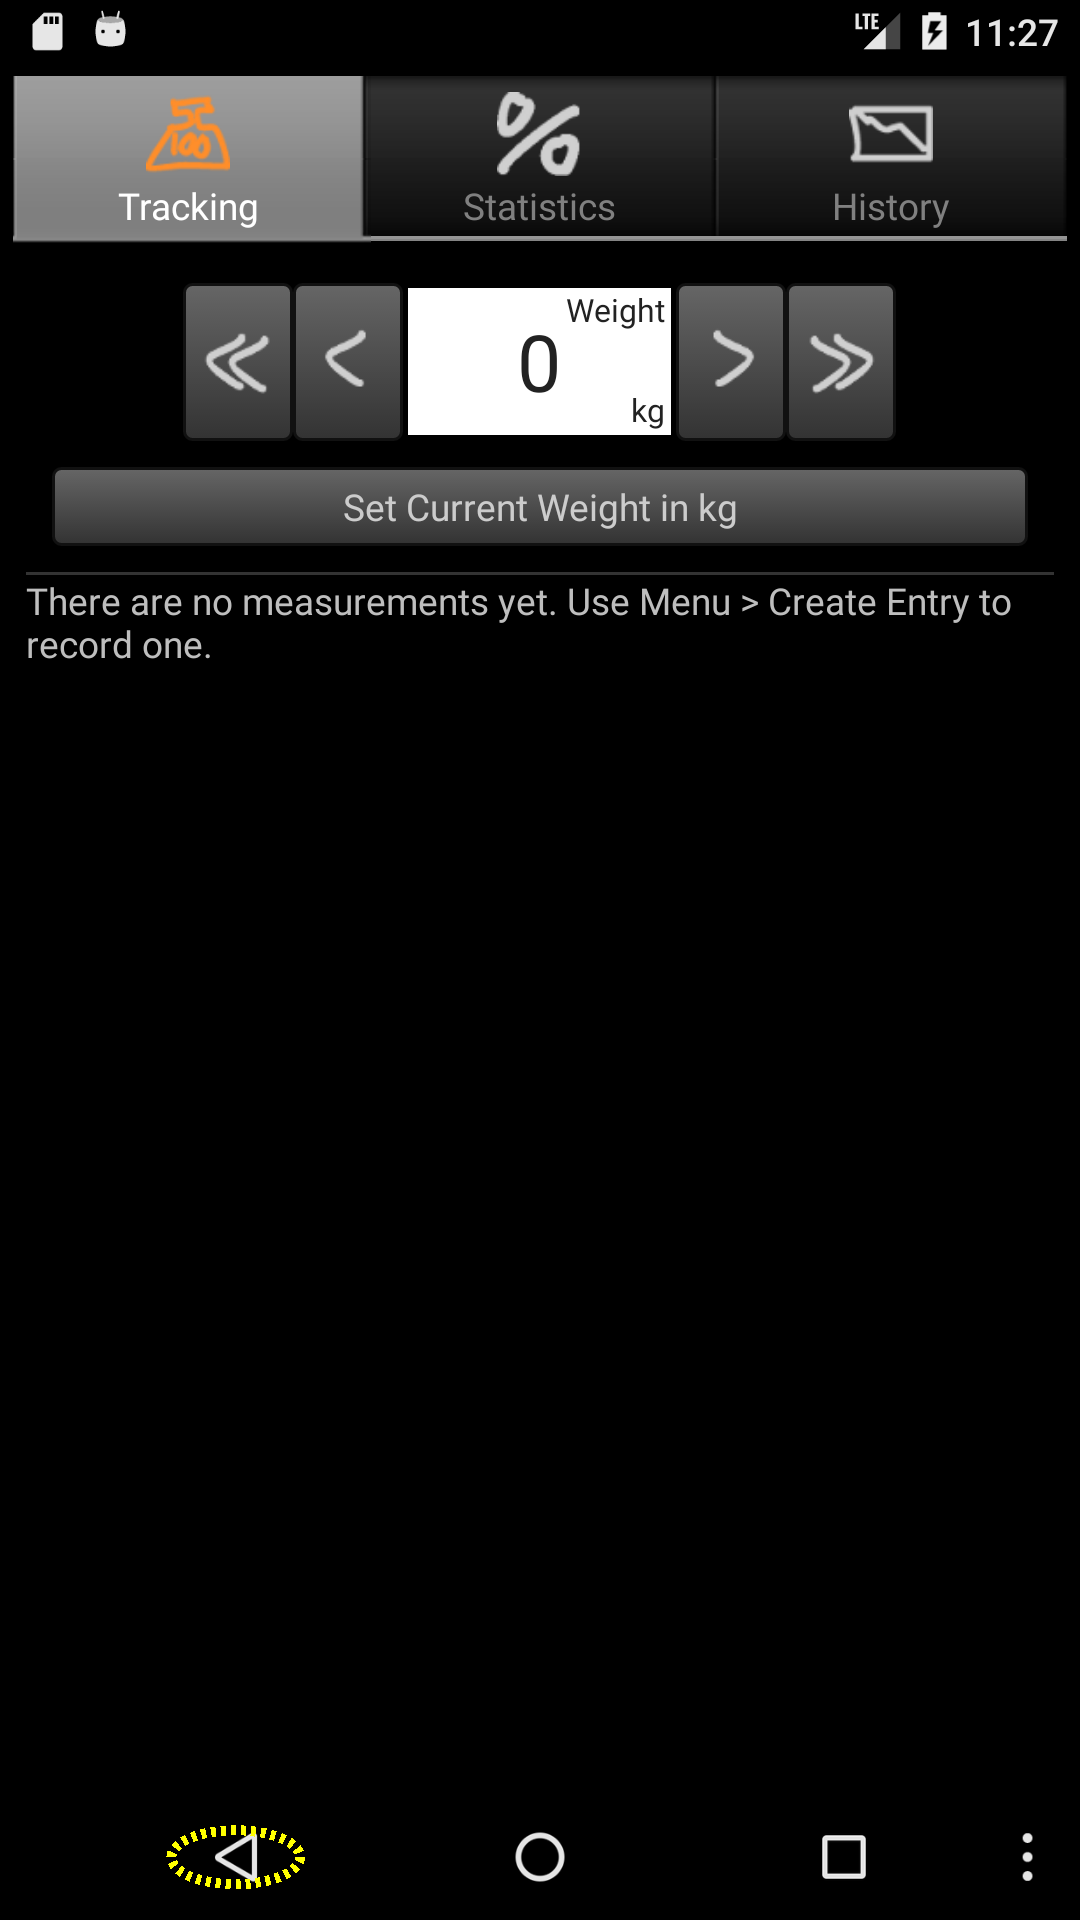 LTE 11:27
100
Tracking Statistics History
Weight
0
kg
Set Current Weight in kg
There are no measurements yet. Use Menu > Create Entry to
record one.